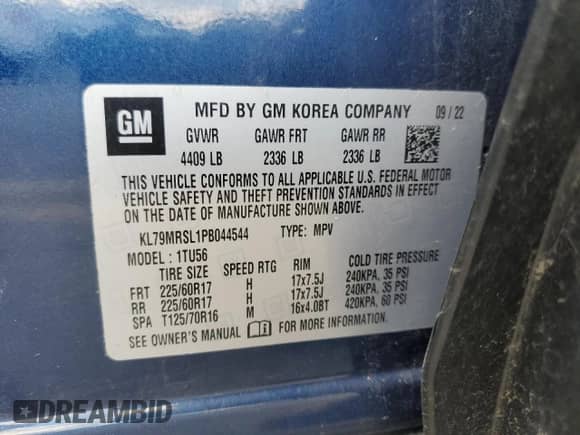 GM MFD BY GM KOREA COMPANY 09 / 22
GVWR GAWR FRT GAWR RR
4409 LB 2336 LB 2336 LB
THIS VEHICLE CONFORMS TO ALL APPLICABLE U.S. FEDERAL MOTOR
VEHICLE SAFETY AND THEFT PREVENTION STANDARDS IN EFFECT
ON THE DATE OF MANUFACTURE SHOWN ABOVE.
KL79MRSL1PB044544 TYPE: MPV
MODEL: 1TU56
TIRE SIZE SPEED RTG RIM COLD TIRE PRESSURE
FRT 225/60R17 H 17x7.5J 240KPA, 35 PSI
RR 225/60R17 H 17x7.5J 240KPA, 35 PSI
SPA T125/70R16 M 16x4.0BT 420KPA, 60 PSI
SEE OWNER'S MANUAL FOR MORE INFORMATION.
DREAMBID